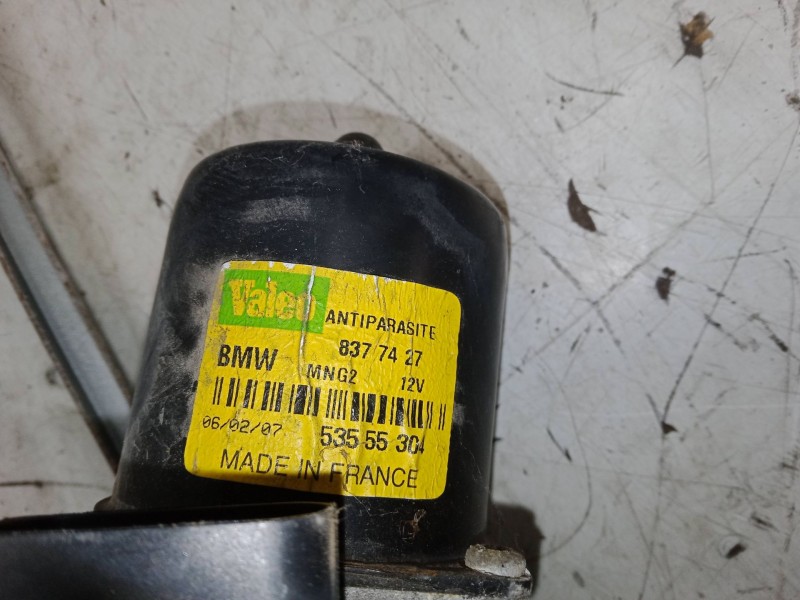 Valeo
ANTIPARASITE
BMW 837 74 27
MNG2 12V
06/02/07 535 55 304
MADE IN FRANCE